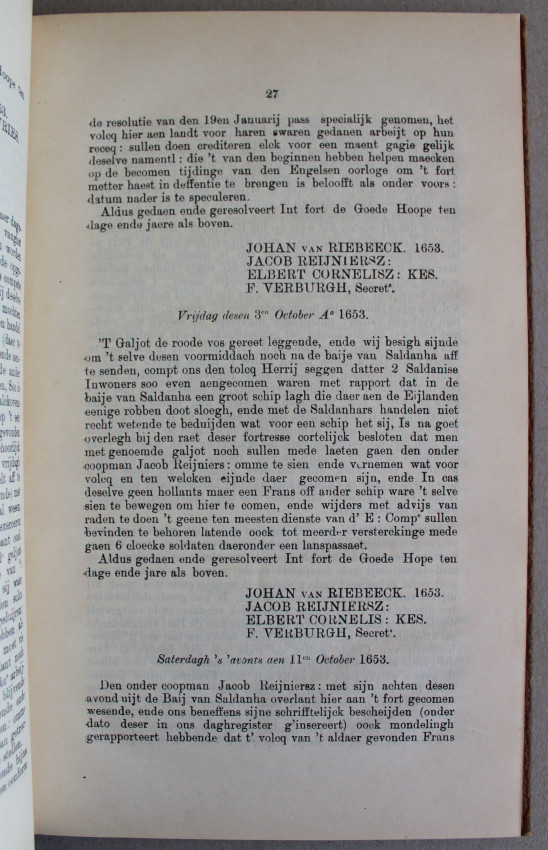 27
de resolutie van den 19en Januarij pass specialijk genomen, het
volcq hier aen landt voor haren swaren gedanen arbeijt op hun
receq: sullen doen crediteren elck voor een maent gagie gelijk
deselve namentl: die 't van den beginnen hebben helpen maecken
op de becomen tijdinge van den Engelsen oorloge om 't fort
metter haest in deffentie te brengen is beloofft als onder voors:
datum nader is te speculeren.
Aldus gedaen ende geresolveert Int fort de Goede Hoope ten
dage ende jaere als boven.
JOHAN VAN RIEBEECK. 1653.
JACOB REIJNIERSZ:
ELBERT CORNELISZ: KES.
F. VERBURGH, Secret^s.
Vrijdag desen 3^en October A^o 1653.
'T Galjot de roode vos gereet leggende, ende wij besigh sijnde
om 't selve desen voormiddach noch na de baije van Saldanha aff
te senden, compt ons den tolcq Herrij seggen datter 2 Saldanise
Inwoners soo even aengecomen waren met rapport dat in de
baije van Saldanha een groot schip lagh die daer aen de Eijlanden
eenige robben doot sloegh, ende met de Saldanhars handelen niet
recht wetende te beduijden wat voor een schip het sij, Is na goet
overlegh bij den raet deser fortresse cortelijck besloten dat men
met genoemde galjot noch sullen mede laeten gaen den onder
coopman Jacob Reijniers: omme te sien ende vernemen wat voor
volcq en ten welcken eijnde daer gecomen sijn, ende In cas
deselve geen hollants maer een Frans off ander schip ware 't selve
sien te bewegen om hier te comen, ende wijders met advijs van
raden te doen 't geene ten meesten dienste van d' E: Comp^e sullen
bevinden te behoren latende oock tot meerder versterckinge mede
gaen 6 cloecke soldaten daeronder een lanspassaet.
Aldus gedaen ende geresolveert Int fort de Goede Hope ten
dage ende jare als boven.
JOHAN VAN RIEBEECK. 1653.
JACOB REIJNIERSZ:
ELBERT CORNELIS: KES.
F. VERBURGH, Secret^s.
Saterdagh 's 'avonts aen 11^en October 1653.
Den onder coopman Jacob Reijniersz: met sijn achten desen
avond uijt de Baij van Saldanha overlant hier aan 't fort gecomen
wesende, ende ons beneffens sijne schrifftelijck bescheijden (onder
dato deser in ons daghregister g'insereert) oock mondelingh
gerapporteert hebbende dat t' volcq van 't aldaer gevonden Frans